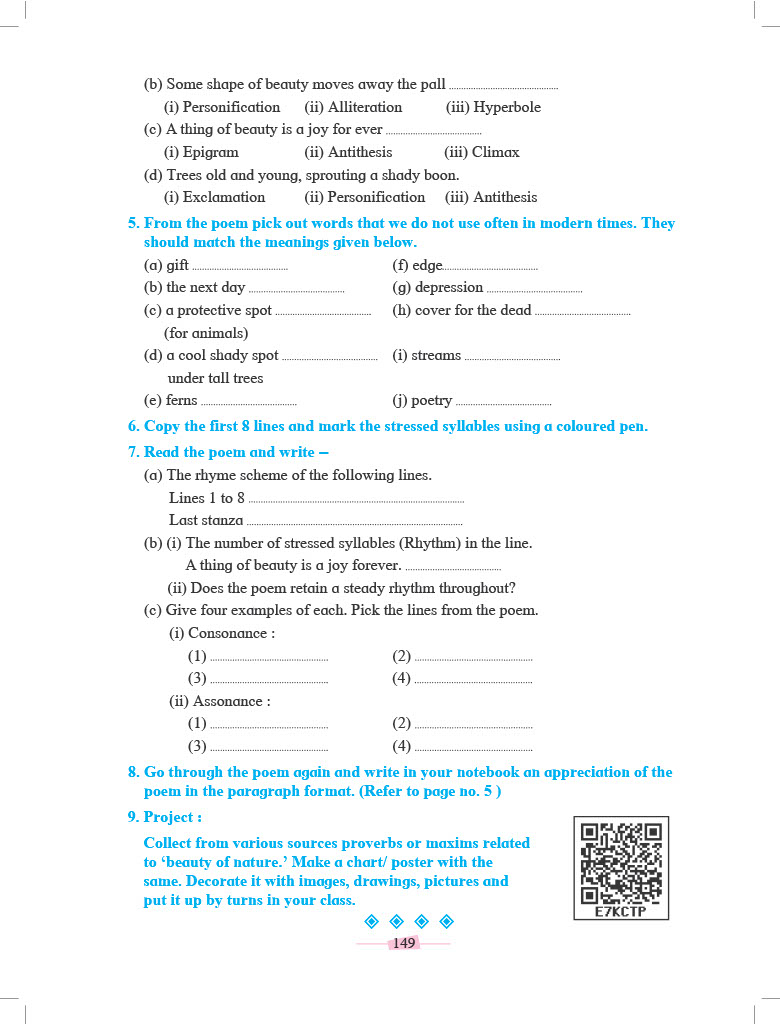 (b) Some shape of beauty moves away the pall ............................................
(i) Personification (ii) Alliteration (iii) Hyperbole
(c) A thing of beauty is a joy for ever .......................................
(i) Epigram (ii) Antithesis (iii) Climax
(d) Trees old and young, sprouting a shady boon.
(i) Exclamation (ii) Personification (iii) Antithesis
5. From the poem pick out words that we do not use often in modern times. They
should match the meanings given below.
(a) gift ....................................... (f) edge.......................................
(b) the next day ....................................... (g) depression .......................................
(c) a protective spot ....................................... (h) cover for the dead .......................................
(for animals)
(d) a cool shady spot ....................................... (i) streams .......................................
under tall trees
(e) ferns ....................................... (j) poetry .......................................
6. Copy the first 8 lines and mark the stressed syllables using a coloured pen.
7. Read the poem and write –
(a) The rhyme scheme of the following lines.
Lines 1 to 8 .......................................................................................
Last stanza .......................................................................................
(b) (i) The number of stressed syllables (Rhythm) in the line.
A thing of beauty is a joy forever. .......................................
(ii) Does the poem retain a steady rhythm throughout?
(c) Give four examples of each. Pick the lines from the poem.
(i) Consonance :
(1) ................................................ (2) ................................................
(3) ................................................ (4) ................................................
(ii) Assonance :
(1) ................................................ (2) ................................................
(3) ................................................ (4) ................................................
8. Go through the poem again and write in your notebook an appreciation of the
poem in the paragraph format. (Refer to page no. 5 )
9. Project :
Collect from various sources proverbs or maxims related
to ‘beauty of nature.’ Make a chart/ poster with the
same. Decorate it with images, drawings, pictures and
put it up by turns in your class.
E7KCTP
149